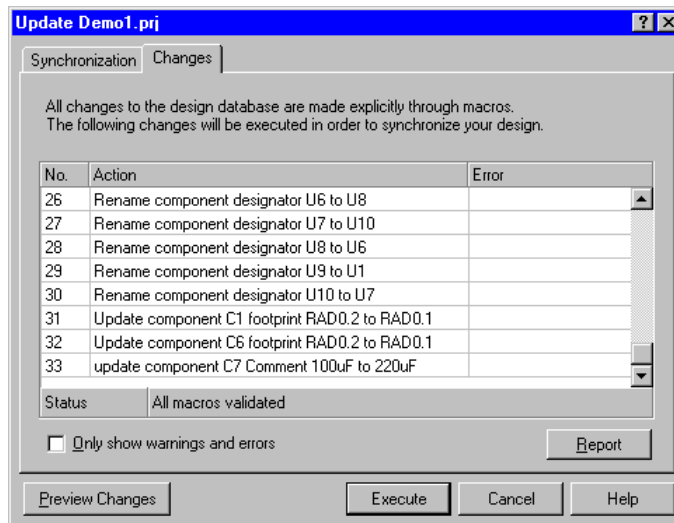 Update Demo1.prj
Synchronization Changes
All changes to the design database are made explicitly through macros.
The following changes will be executed in order to synchronize your design.
No. Action Error
26 Rename component designator U6 to U8
27 Rename component designator U7 to U10
28 Rename component designator U8 to U6
29 Rename component designator U9 to U1
30 Rename component designator U10 to U7
31 Update component C1 footprint RAD0.2 to RAD0.1
32 Update component C6 footprint RAD0.2 to RAD0.1
33 update component C7 Comment 100uF to 220uF
Status All macros validated
Only show warnings and errors Report
Preview Changes Execute Cancel Help